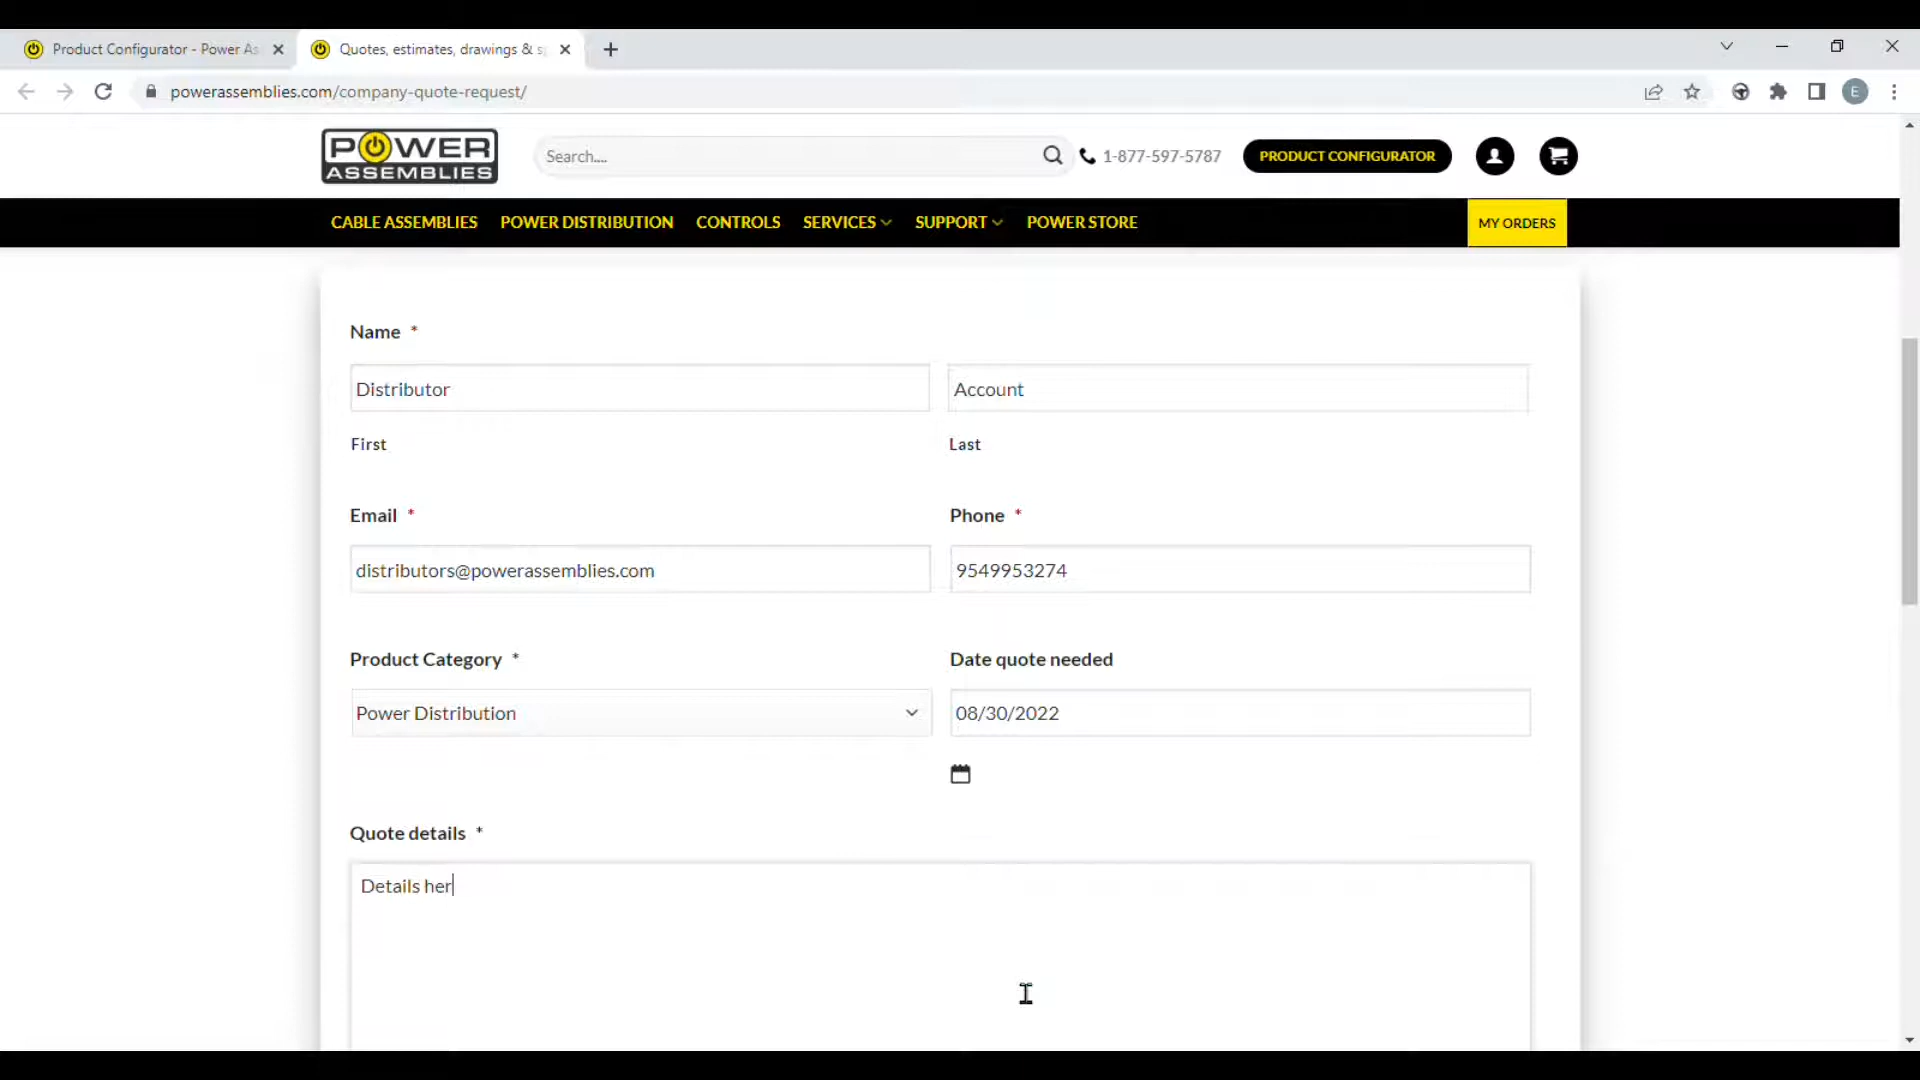 Product Configurator - Power As
Quotes, estimates, drawings & s
powerassemblies.com/company-quote-request/
E
POWER
ASSEMBLIES
Search....
1-877-597-5787
PRODUCT CONFIGURATOR
CABLE ASSEMBLIES
POWER DISTRIBUTION
CONTROLS
SERVICES
SUPPORT
POWER STORE
MY ORDERS
Name *
Distributor
Account
First
Last
Email *
Phone *
distributors@powerassemblies.com
9549953274
Product Category *
Date quote needed
Power Distribution
08/30/2022
Quote details *
Details her